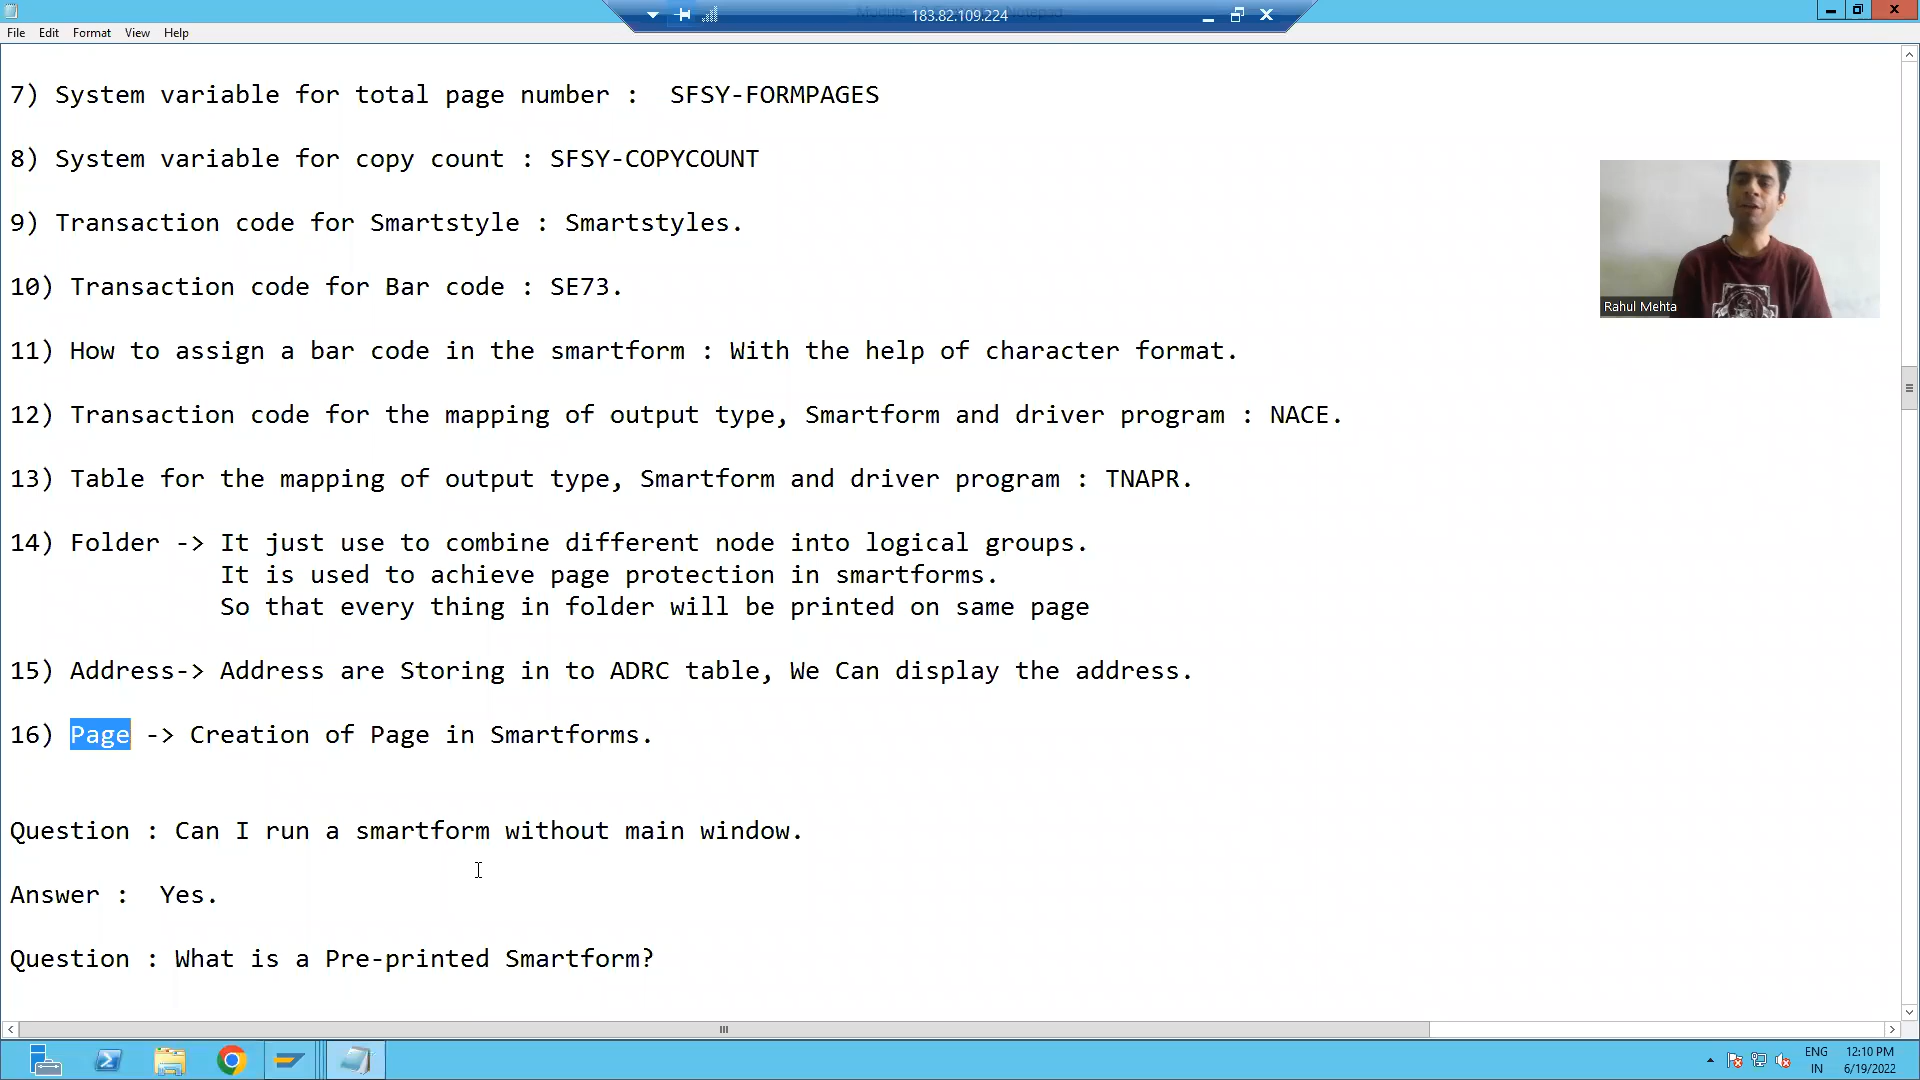 183.82.109.224
File Edit Format View Help
7) System variable for total page number : SFSY-FORMPAGES
8) System variable for copy count : SFSY-COPYCOUNT
9) Transaction code for Smartstyle : Smartstyles.
10) Transaction code for Bar code : SE73.
11) How to assign a bar code in the smartform : With the help of character format.
12) Transaction code for the mapping of output type, Smartform and driver program : NACE.
13) Table for the mapping of output type, Smartform and driver program : TNAPR.
14) Folder -> It just use to combine different node into logical groups.
It is used to achieve page protection in smartforms.
So that every thing in folder will be printed on same page
15) Address-> Address are Storing in to ADRC table, We Can display the address.
16) Page -> Creation of Page in Smartforms.
Question : Can I run a smartform without main window.
Answer : Yes.
Question : What is a Pre-printed Smartform?
Rahul Mehta
ENG 12:10 PM
IN 6/19/2022